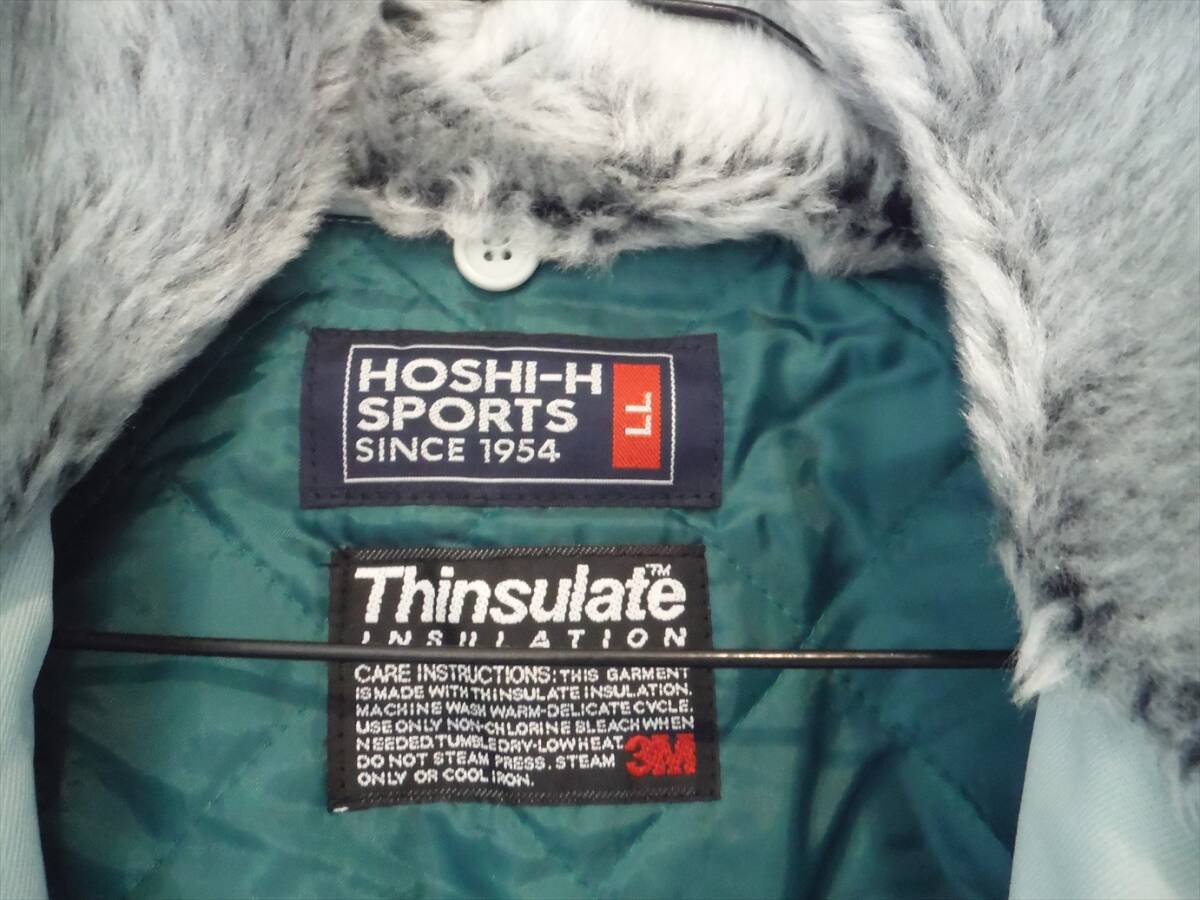 HOSHI-H
SPORTS
SINCE 1954
LL
Thinsulate™
INSULATION
CARE INSTRUCTIONS: THIS GARMENT
IS MADE WITH THINSULATE INSULATION.
MACHINE WASH WARM-DELICATE CYCLE.
USE ONLY NON-CHLORINE BLEACH WHEN
NEEDED. TUMBLE DRY-LOW HEAT.
DO NOT STEAM PRESS. STEAM
ONLY OR COOL IRON.
3M